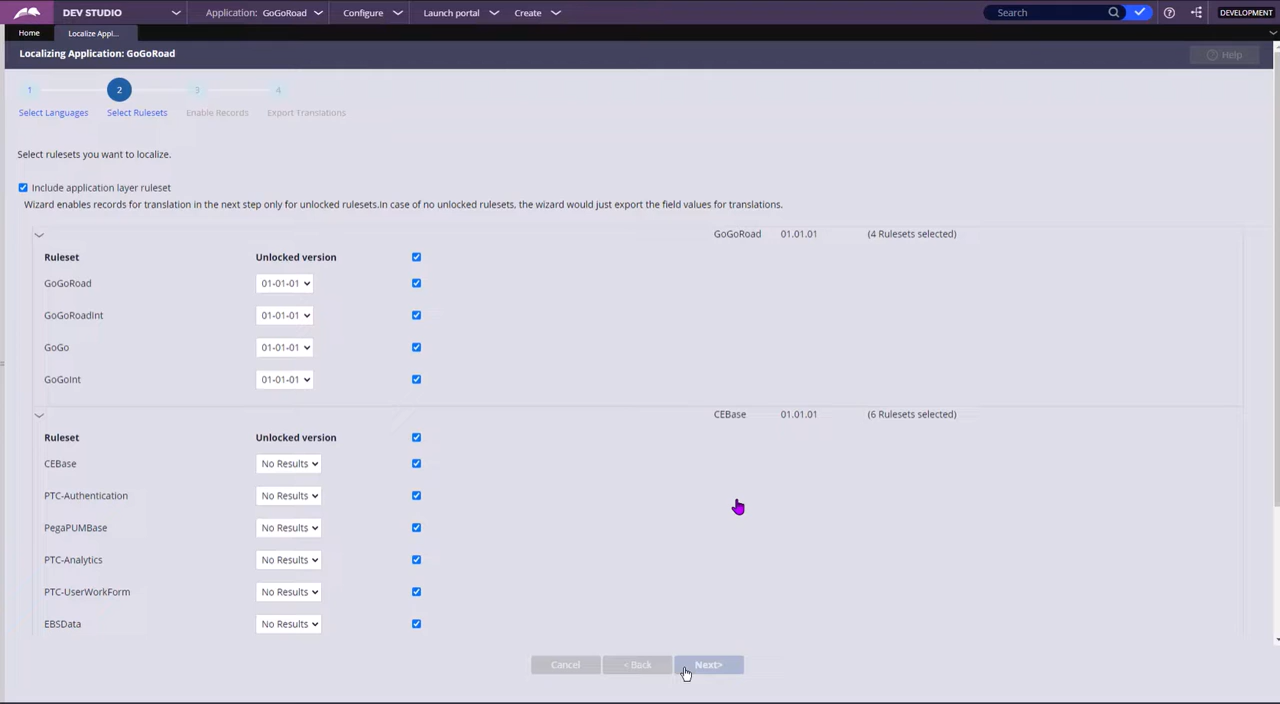 DEV STUDIO Application: GoGoRoad Configure Launch portal Create Search DEVELOPMENT
Home Localize Appl...
Localizing Application: GoGoRoad Help
1 2 3 4
Select Languages Select Rulesets Enable Records Export Translations
Select rulesets you want to localize.
Include application layer ruleset
Wizard enables records for translation in the next step only for unlocked rulesets.In case of no unlocked rulesets, the wizard would just export the field values for translations.
GoGoRoad 01.01.01 (4 Rulesets selected)
Ruleset Unlocked version
GoGoRoad 01-01-01
GoGoRoadInt 01-01-01
GoGo 01-01-01
GoGoInt 01-01-01
CEBase 01.01.01 (6 Rulesets selected)
Ruleset Unlocked version
CEBase No Results
PTC-Authentication No Results
PegaPUMBase No Results
PTC-Analytics No Results
PTC-UserWorkForm No Results
EBSData No Results
Cancel < Back Next>